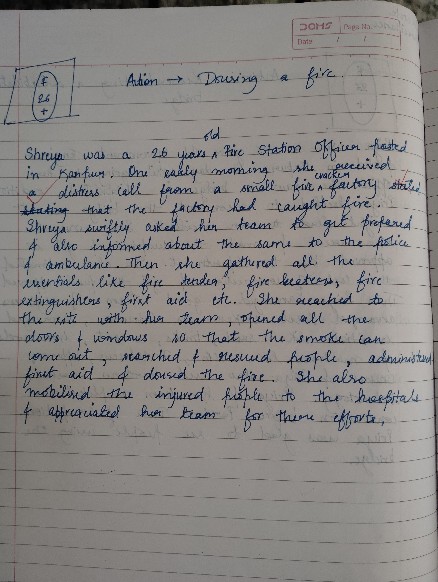 DOMS
Page No.
Date / /
F
26
+
Action → Dousing a fire.
Shreya was a 26 years old Fire Station Officer posted
in Kanpur. One early morning she received
a distress call from a small fire cracker factory stated
stating that the factory had caught fire.
Shreya swiftly asked her team to get prepared
& also informed about the same to the police
& ambulance. Then she gathered all the
essentials like fire tender, fire beaters, fire
extinguishers, first aid etc. She reached to
the site with her team, opened all the
doors & windows so that the smoke can
come out, searched & rescued people, administered
first aid & doused the fire. She also
mobilised the injured people to the hospitals
& appreciated her team for there efforts.